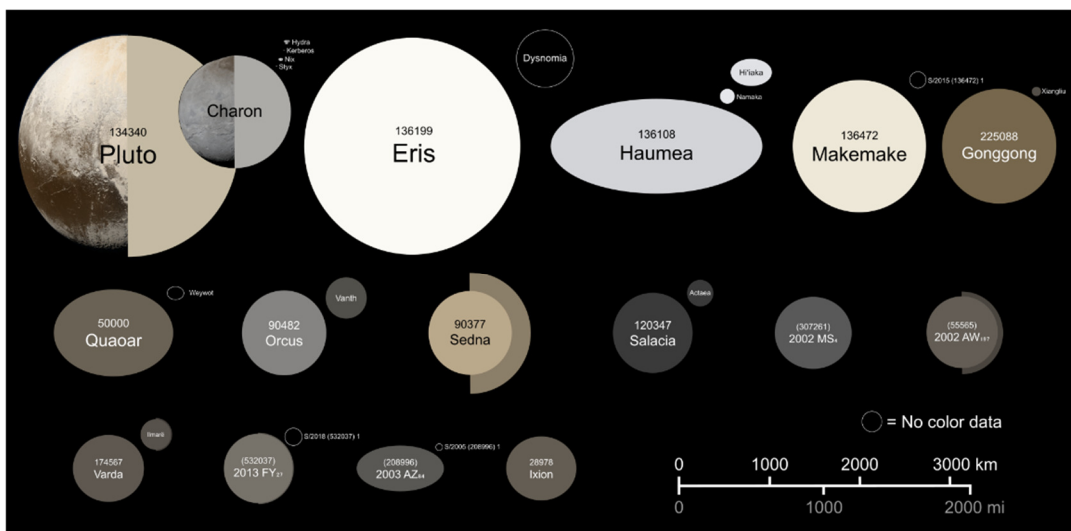 Hydra
Kerberos
Nix
Styx
134340
Pluto
Charon
136199
Eris
Dysnomia
Hi'iaka
Namaka
136108
Haumea
S/2015 (136472) 1
136472
Makemake
Xiangliu
225088
Gonggong
50000
Quaoar
Weywot
90482
Orcus
Vanth
90377
Sedna
120347
Salacia
Actaea
(307261)
2002 MS₄
(55565)
2002 AW₁₉₇
174567
Varda
Ilmarë
(532037)
2013 FY₂₇
S/2018 (532037) 1
(208996)
2003 AZ₈₄
S/2005 (208996) 1
28978
Ixion
= No color data
0 1000 2000 3000 km
0 1000 2000 mi